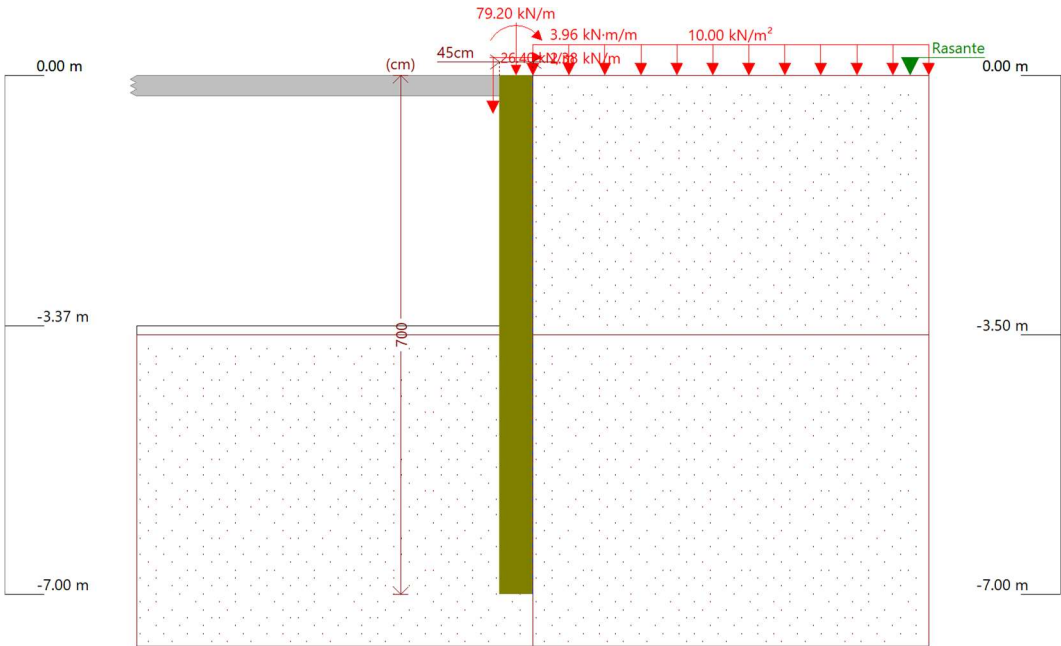 79.20 kN/m
3.96 kN·m/m
10.00 kN/m²
45cm
Rasante
0.00 m
(cm)
kN/m
0.00 m
-3.37 m
700
-3.50 m
-7.00 m
-7.00 m